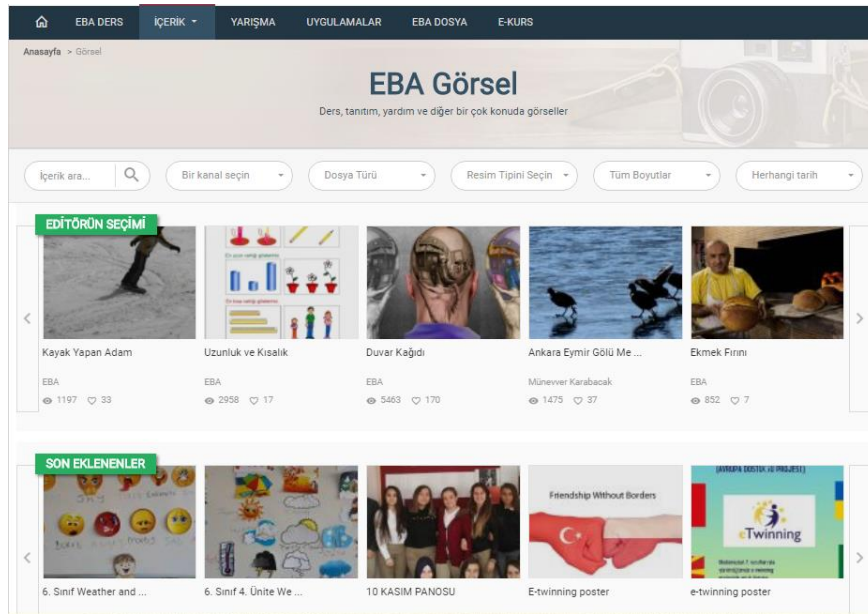 EBA DERS İÇERİK YARIŞMA UYGULAMALAR EBA DOSYA E-KURS
Anasayfa > Görsel
EBA Görsel
Ders, tanıtım, yardım ve diğer bir çok konuda görseller
İçerik ara... Bir kanal seçin Dosya Türü Resim Tipini Seçin Tüm Boyutlar Herhangi tarih
EDİTÖRÜN SEÇİMİ
Kayak Yapan Adam Uzunluk ve Kısalık Duvar Kağıdı Ankara Eymir Gölü Me ... Ekmek Fırını
EBA EBA EBA Münevver Karabacak EBA
1197 33 2958 17 5463 170 1475 37 852 7
SON EKLENENLER
Friendship Without Borders
eTwinning
6. Sınıf Weather and ... 6. Sınıf 4. Ünite We ... 10 KASIM PANOSU E-twinning poster e-twinning poster